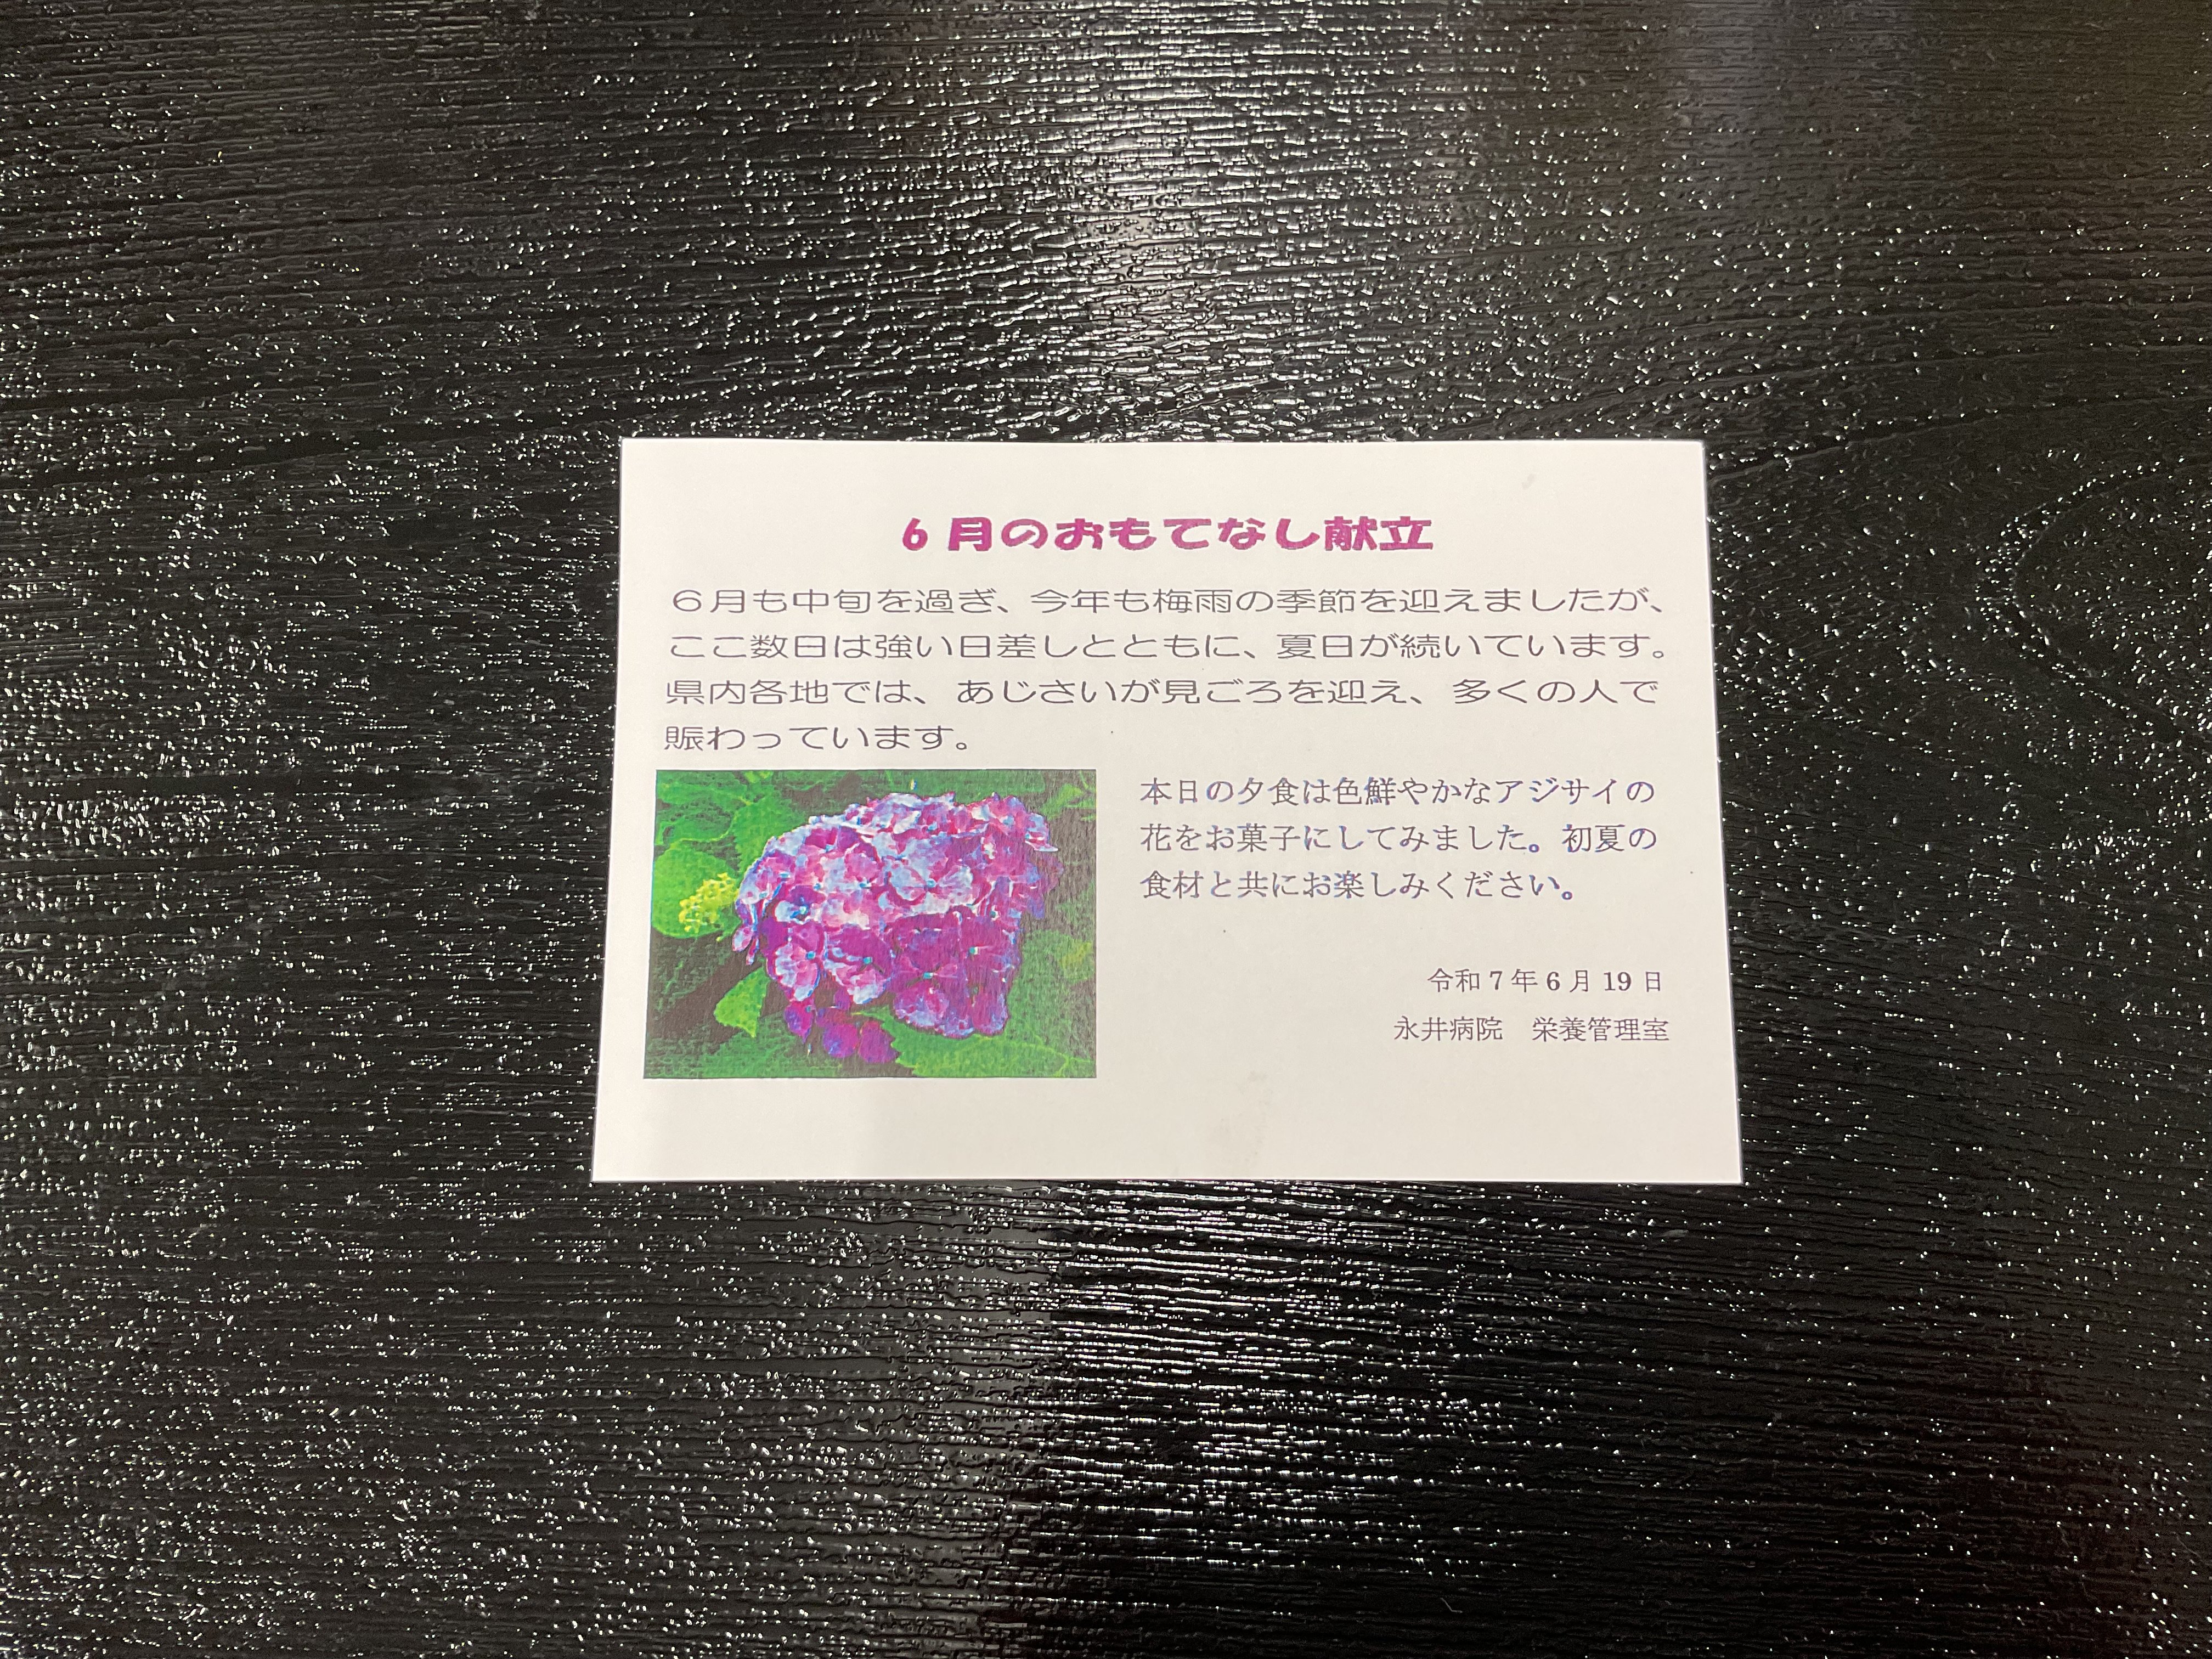 ６月のおもてなし献立
６月も中旬を過ぎ、今年も梅雨の季節を迎えましたが、
ここ数日は強い日差しとともに、夏日が続いています。
県内各地では、あじさいが見ごろを迎え、多くの人で
賑わっています。
本日の夕食は色鮮やかなアジサイの
花をお菓子にしてみました。初夏の
食材と共にお楽しみください。
令和７年６月19日
永井病院　栄養管理室